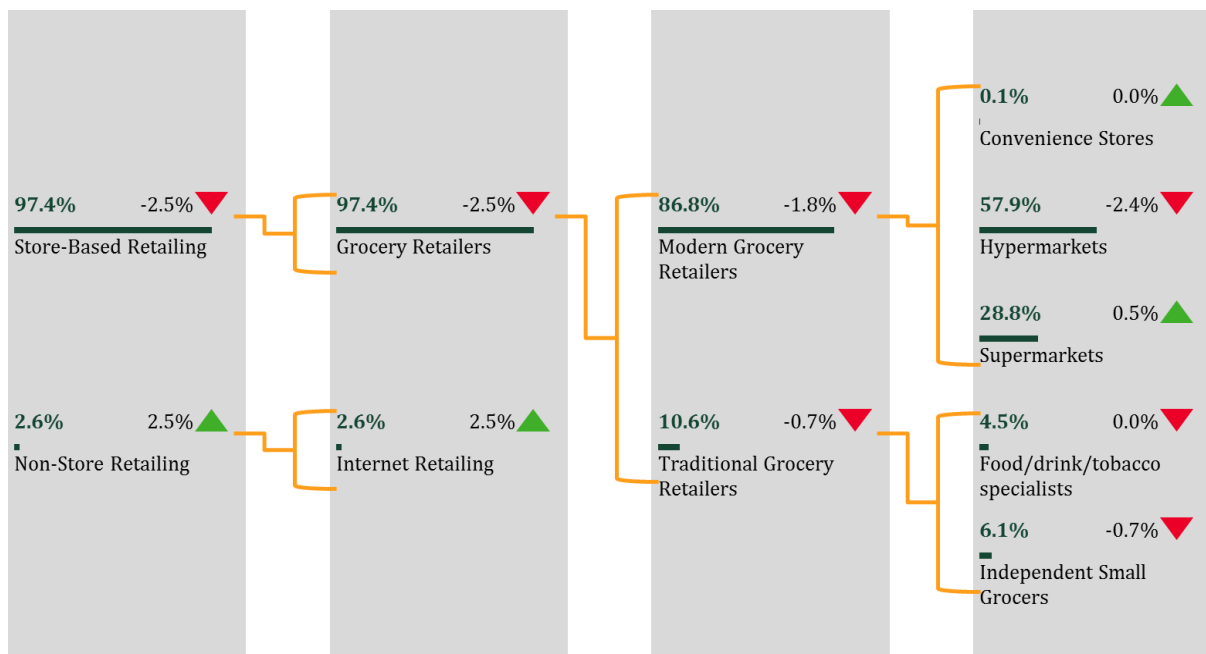 97.4% -2.5%
Store-Based Retailing
2.6% 2.5%
Non-Store Retailing
97.4% -2.5%
Grocery Retailers
2.6% 2.5%
Internet Retailing
86.8% -1.8%
Modern Grocery
Retailers
10.6% -0.7%
Traditional Grocery
Retailers
0.1% 0.0%
Convenience Stores
57.9% -2.4%
Hypermarkets
28.8% 0.5%
Supermarkets
4.5% 0.0%
Food/drink/tobacco
specialists
6.1% -0.7%
Independent Small
Grocers